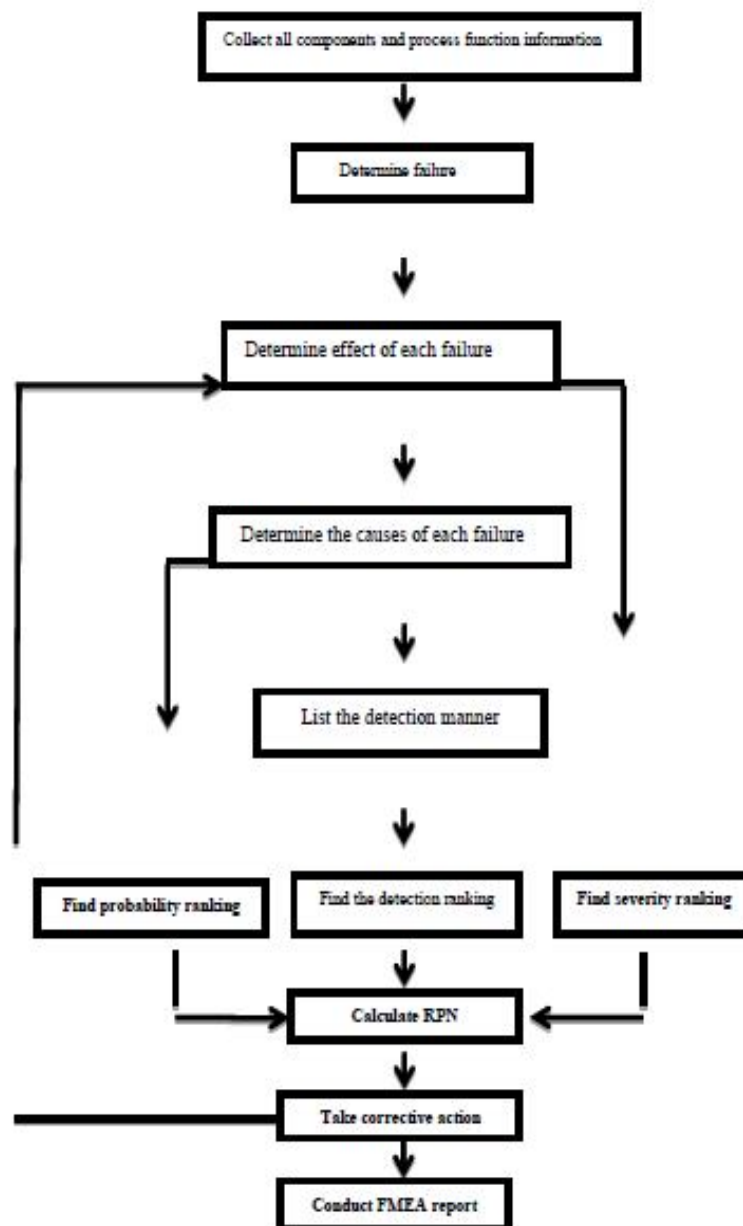 Collect all components and process function information
Determine failure
Determine effect of each failure
Determine the causes of each failure
List the detection manner
Find probability ranking
Find the detection ranking
Find severity ranking
Calculate RPN
Take corrective action
Conduct FMEA report